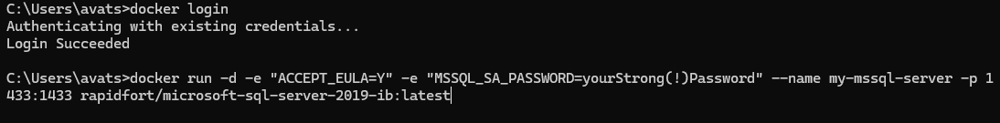 C:\Users\avats>docker login
Authenticating with existing credentials...
Login Succeeded
C:\Users\avats>docker run -d -e "ACCEPT_EULA=Y" -e "MSSQL_SA_PASSWORD=yourStrong(!)Password" --name my-mssql-server -p 1
433:1433 rapidfort/microsoft-sql-server-2019-ib:latest